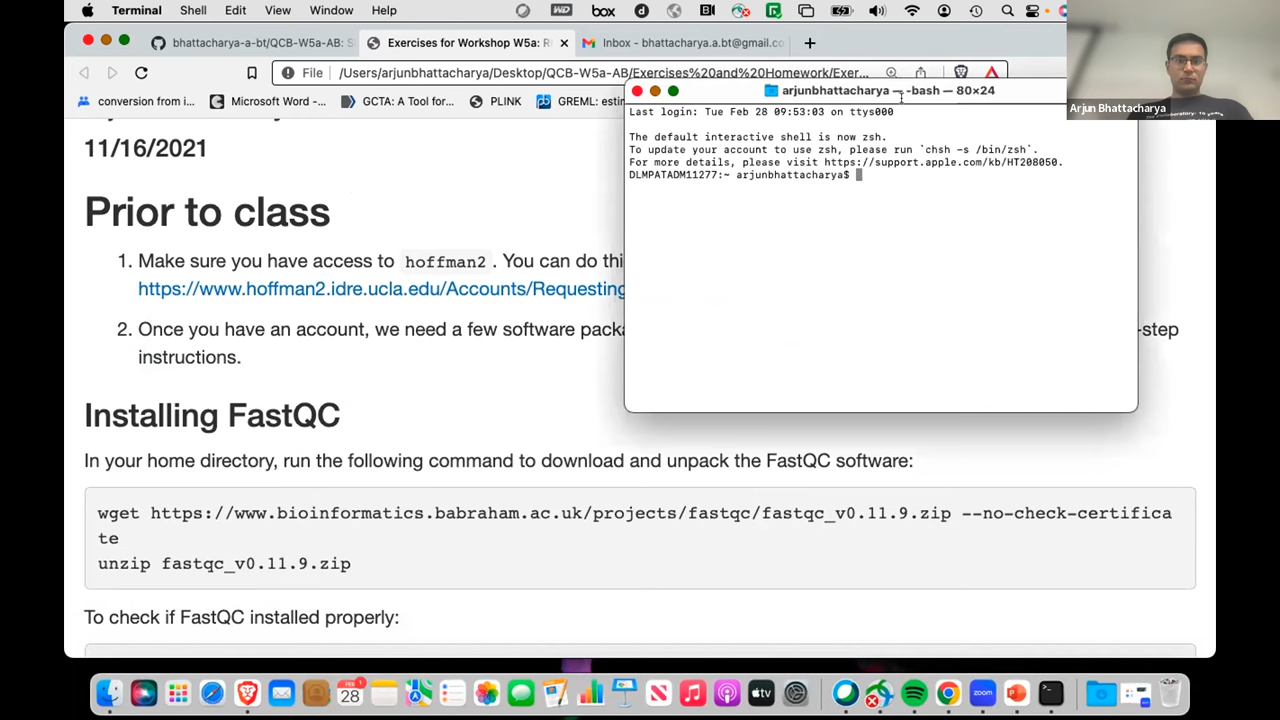 Terminal Shell Edit View Window Help
bhattacharya-a-bt/QCB-W5a-AB: S
Exercises for Workshop W5a: R
Inbox - bhattacharya.a.bt@gmail.co
File /Users/arjunbhattacharya/Desktop/QCB-W5a-AB/Exercises%20and%20Homework/Exer...
conversion from i...
Microsoft Word - I...
GCTA: A Tool for...
PLINK
GREML: estim
Arjun Bhattacharya
arjunbhattacharya — -bash — 80×24
Last login: Tue Feb 28 09:53:03 on ttys000
The default interactive shell is now zsh.
To update your account to use zsh, please run `chsh -s /bin/zsh`.
For more details, please visit https://support.apple.com/kb/HT208050.
DLMPATADM11277:~ arjunbhattacharya$
11/16/2021
Prior to class
1. Make sure you have access to hoffman2. You can do thi
https://www.hoffman2.idre.ucla.edu/Accounts/Requesting
2. Once you have an account, we need a few software packa
-step
instructions.
Installing FastQC
In your home directory, run the following command to download and unpack the FastQC software:
wget https://www.bioinformatics.babraham.ac.uk/projects/fastqc/fastqc_v0.11.9.zip --no-check-certifica
te
unzip fastqc_v0.11.9.zip
To check if FastQC installed properly:
FEB
28
zoom
tv